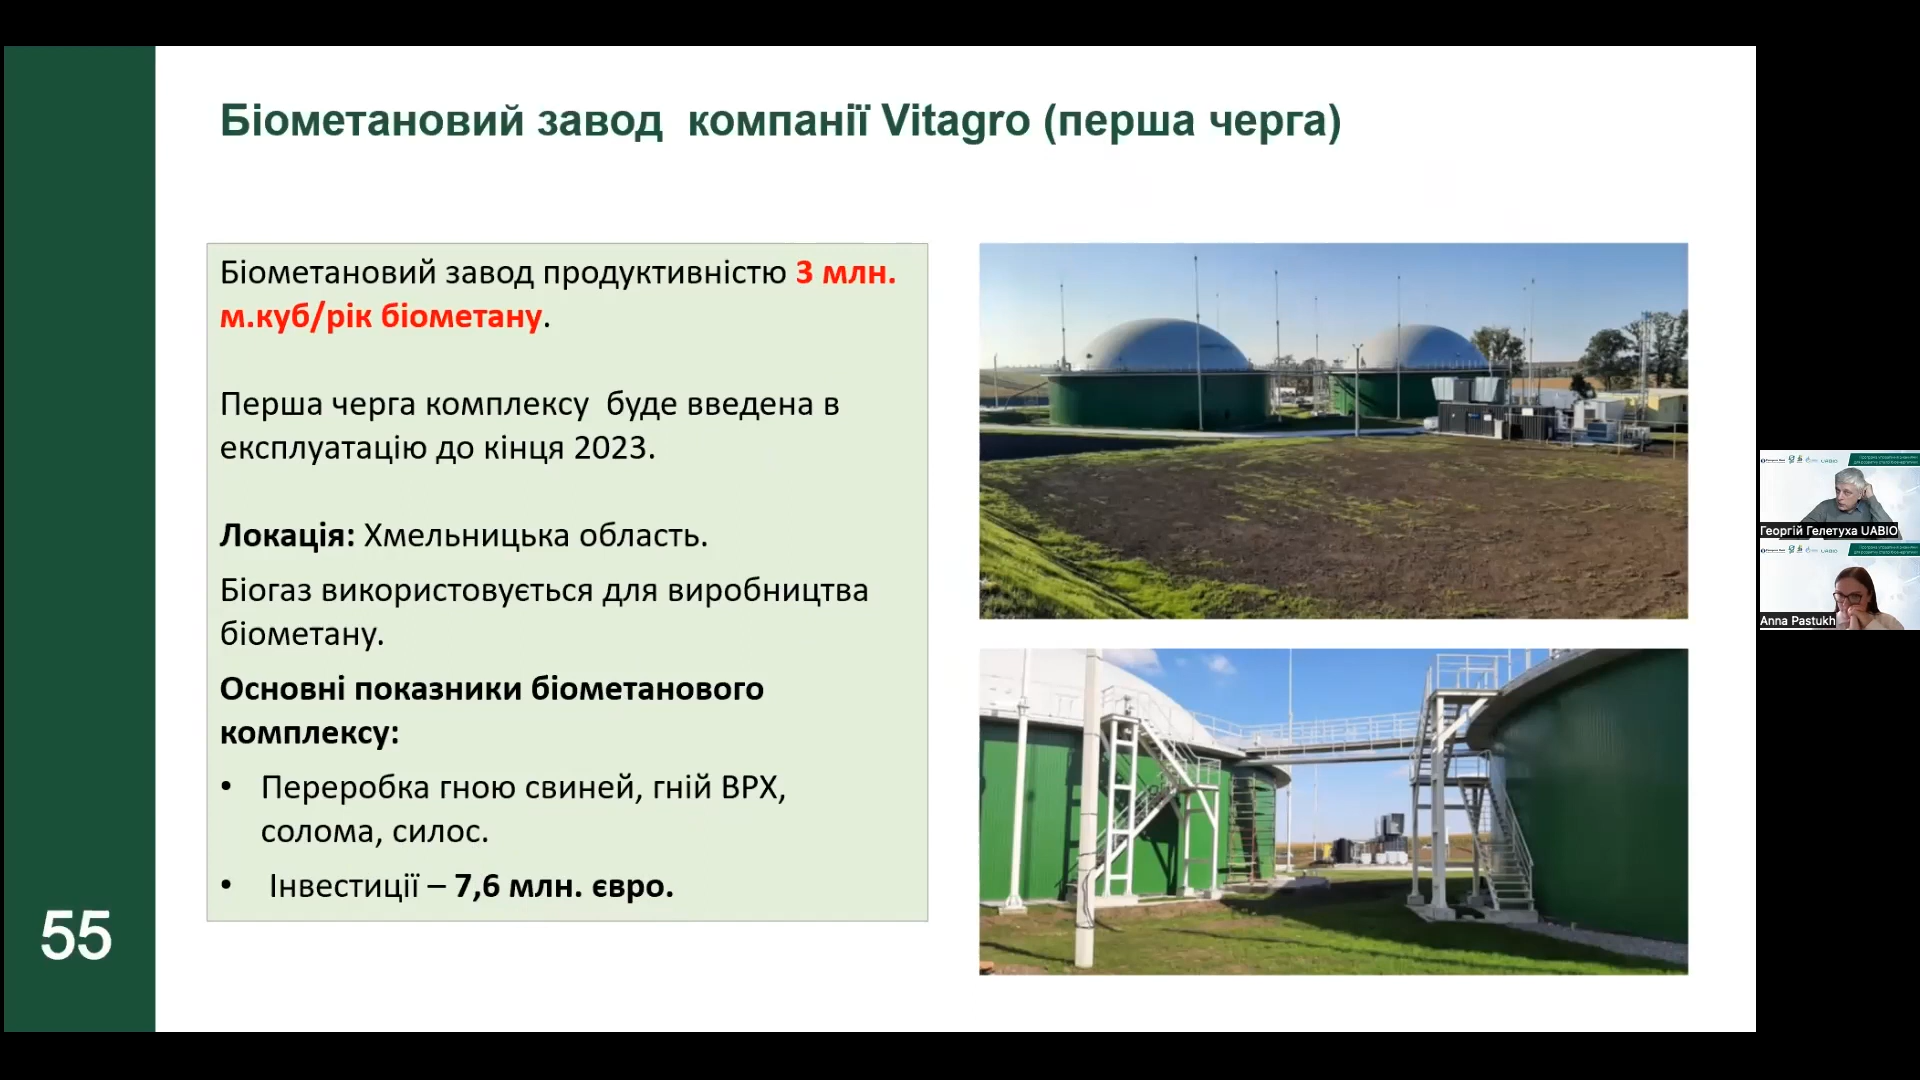 Біометановий завод компанії Vitagro (перша черга)
Біометановий завод продуктивністю 3 млн.
м.куб/рік біометану.
Перша черга комплексу буде введена в
експлуатацію до кінця 2023.
Локація: Хмельницька область.
Біогаз використовується для виробництва
біометану.
Основні показники біометанового
комплексу:
• Переробка гною свиней, гній ВРХ,
солома, силос.
• Інвестиції – 7,6 млн. євро.
55
Георгій Гелетуха UABIO
Anna Pastukh